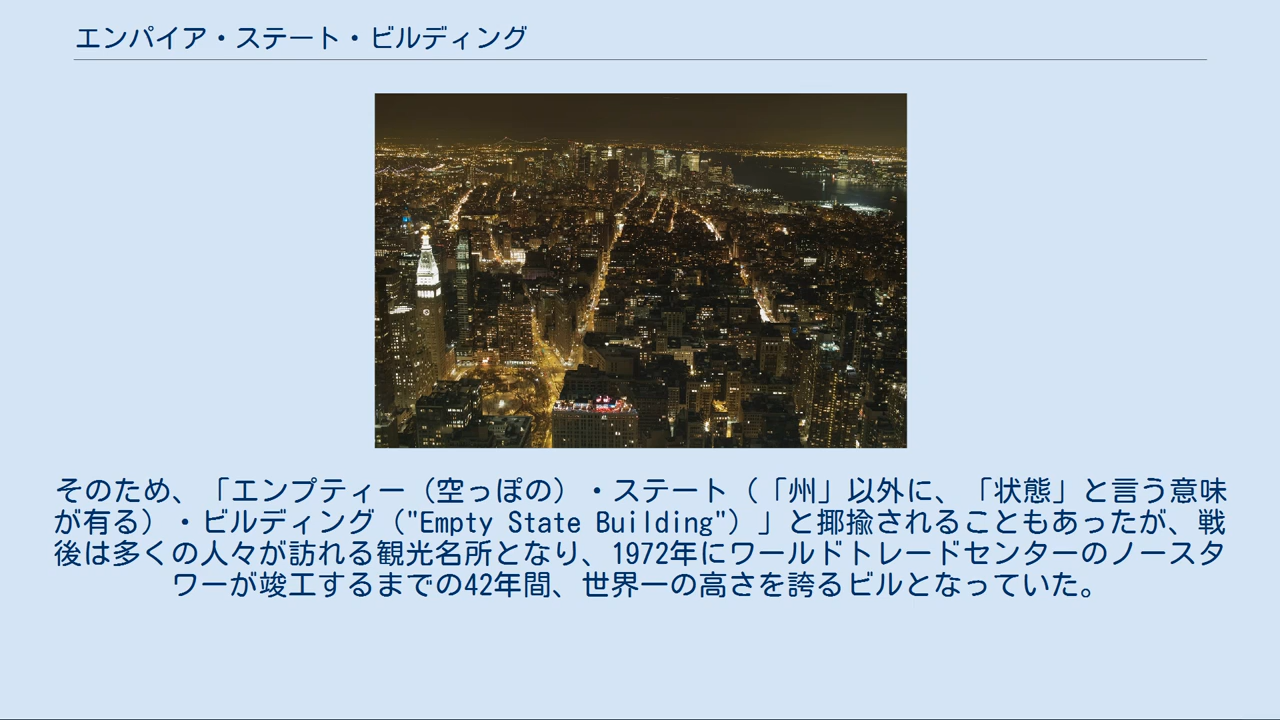 エンパイア・ステート・ビルディング
そのため、「エンプティー（空っぽの）・ステート（「州」以外に、「状態」と言う意味
が有る）・ビルディング（"Empty State Building"）」と揶揄されることもあったが、戦
後は多くの人々が訪れる観光名所となり、1972年にワールドトレードセンターのノースタ
ワーが竣工するまでの42年間、世界一の高さを誇るビルとなっていた。